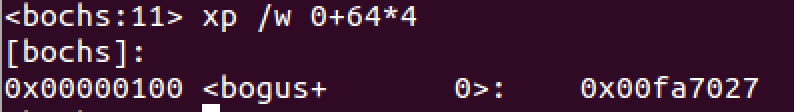 <bochs:11> xp /w 0+64*4
[bochs]:
0x00000100 <bogus+       0>:    0x00fa7027